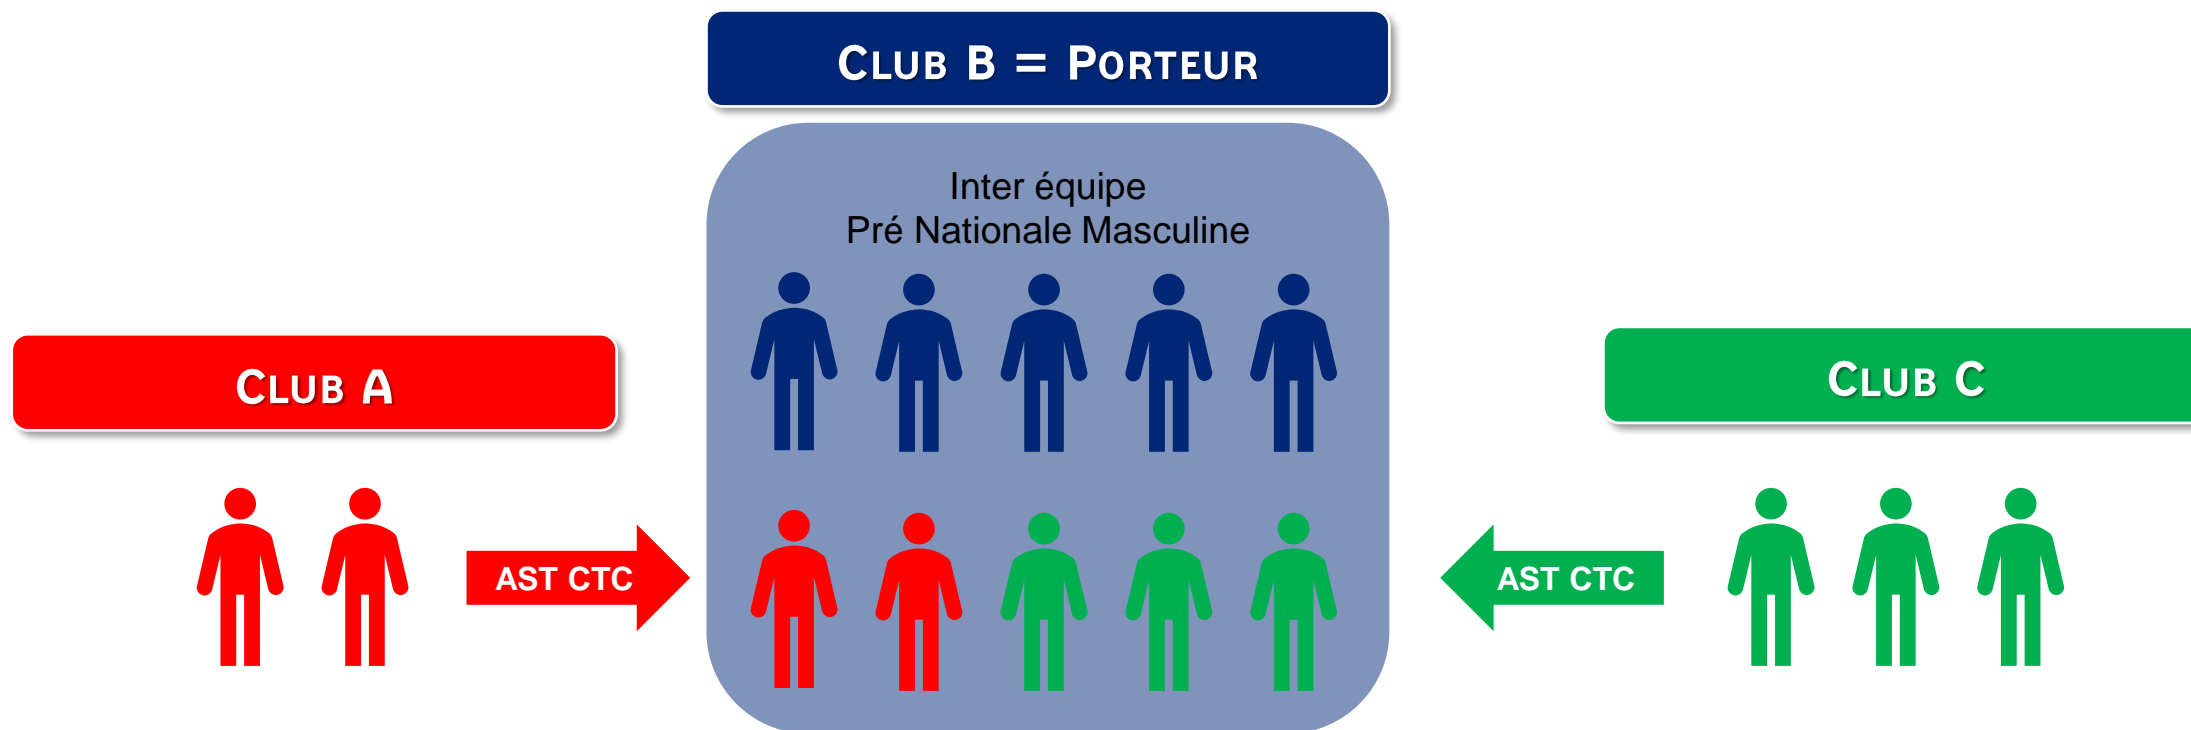 CLUB B = PORTEUR
Inter équipe
Pré Nationale Masculine
CLUB A
CLUB C
AST CTC
AST CTC